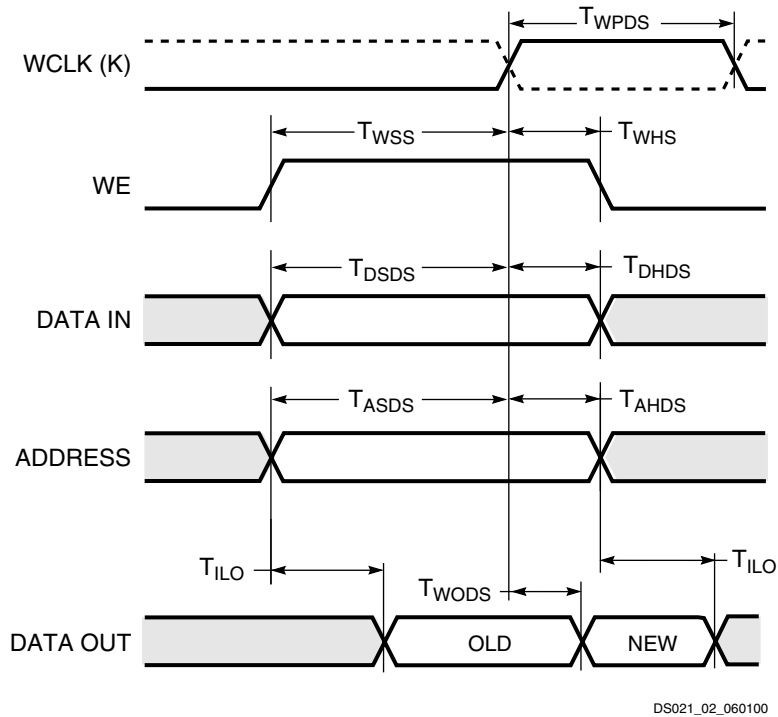 T_WPDS
WCLK (K)
T_WSS T_WHS
WE
T_DSDS T_DHDS
DATA IN
T_ASDS T_AHDS
ADDRESS
T_ILO T_ILO
T_WODS
DATA OUT OLD NEW
DS021_02_060100